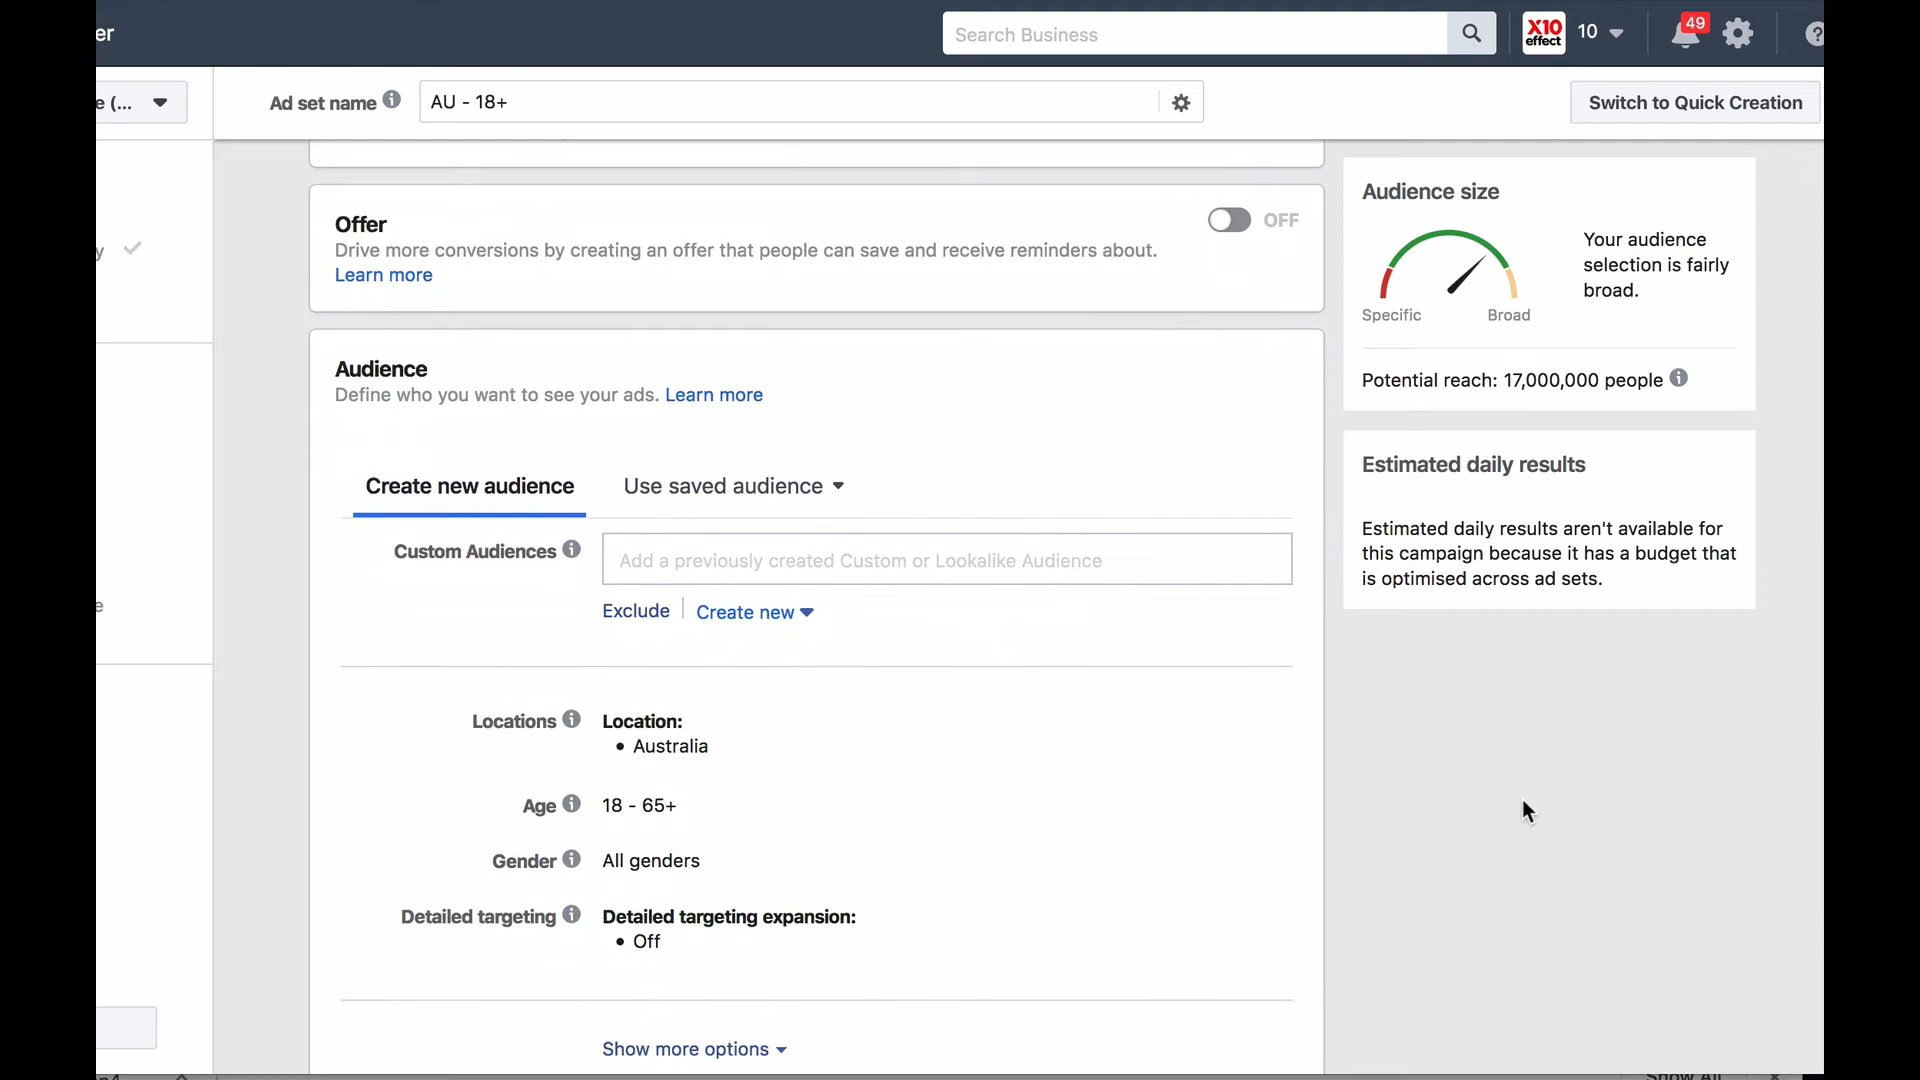 er
Search Business
X10
effect
10
49
?
e (...
Ad set name
AU - 18+
Switch to Quick Creation
Offer
OFF
Drive more conversions by creating an offer that people can save and receive reminders about.
Learn more
y
Audience
Define who you want to see your ads. Learn more
Create new audience
Use saved audience
Custom Audiences
Add a previously created Custom or Lookalike Audience
Exclude
Create new
e
Locations
Location:
• Australia
Age
18 - 65+
Gender
All genders
Detailed targeting
Detailed targeting expansion:
• Off
Show more options
Audience size
Your audience
selection is fairly
broad.
Specific
Broad
Potential reach: 17,000,000 people
Estimated daily results
Estimated daily results aren't available for
this campaign because it has a budget that
is optimised across ad sets.
Show All